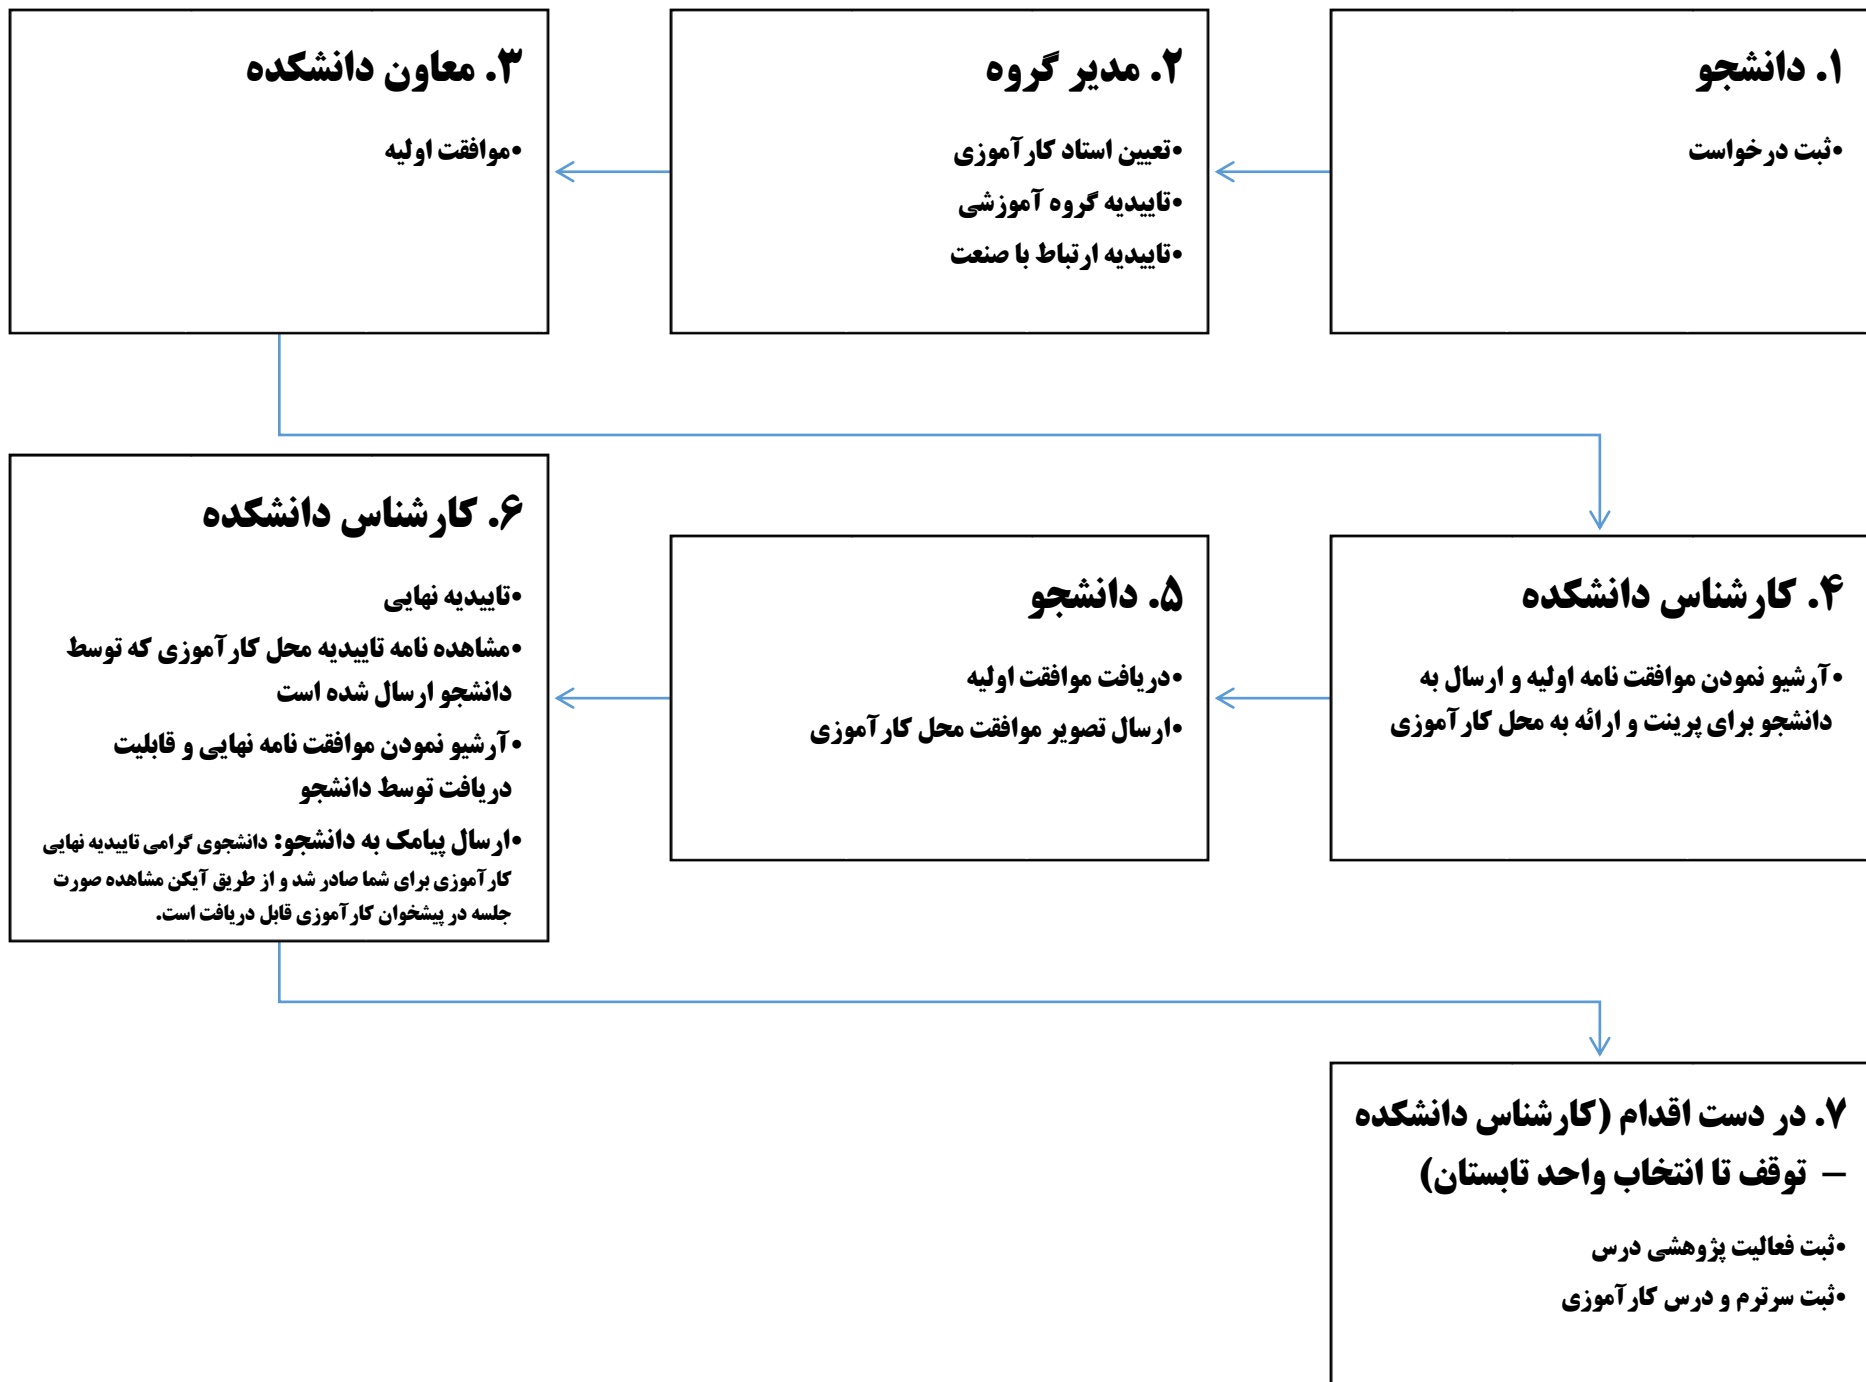 ۱. دانشجو
•ثبت درخواست
۲. مدیر گروه
•تعیین استاد کارآموزی
•تاییدیه گروه آموزشی
•تاییدیه ارتباط با صنعت
۳. معاون دانشکده
•موافقت اولیه
۴. کارشناس دانشکده
•آرشیو نمودن موافقت نامه اولیه و ارسال به
دانشجو برای پرینت و ارائه به محل کارآموزی
۵. دانشجو
•دریافت موافقت اولیه
•ارسال تصویر موافقت محل کارآموزی
۶. کارشناس دانشکده
•تاییدیه نهایی
•مشاهده نامه تاییدیه محل کارآموزی که توسط
دانشجو ارسال شده است
•آرشیو نمودن موافقت نامه نهایی و قابلیت
دریافت توسط دانشجو
•ارسال پیامک به دانشجو: دانشجوی گرامی تاییدیه نهایی
کارآموزی برای شما صادر شد و از طریق آیکن مشاهده صورت
جلسه در پیشخوان کارآموزی قابل دریافت است.
۷. در دست اقدام (کارشناس دانشکده
– توقف تا انتخاب واحد تابستان)
•ثبت فعالیت پژوهشی درس
•ثبت سرترم و درس کارآموزی